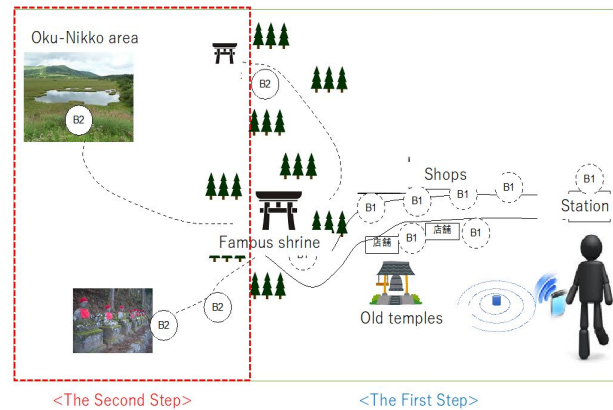 Oku-Nikko area
B2
B2
Shops
B1
B1
B1
B1
B1
Station
Famous shrine
B1
店舗
B1
店舗
B1
Old temples
B2
B2
<The Second Step>
<The First Step>